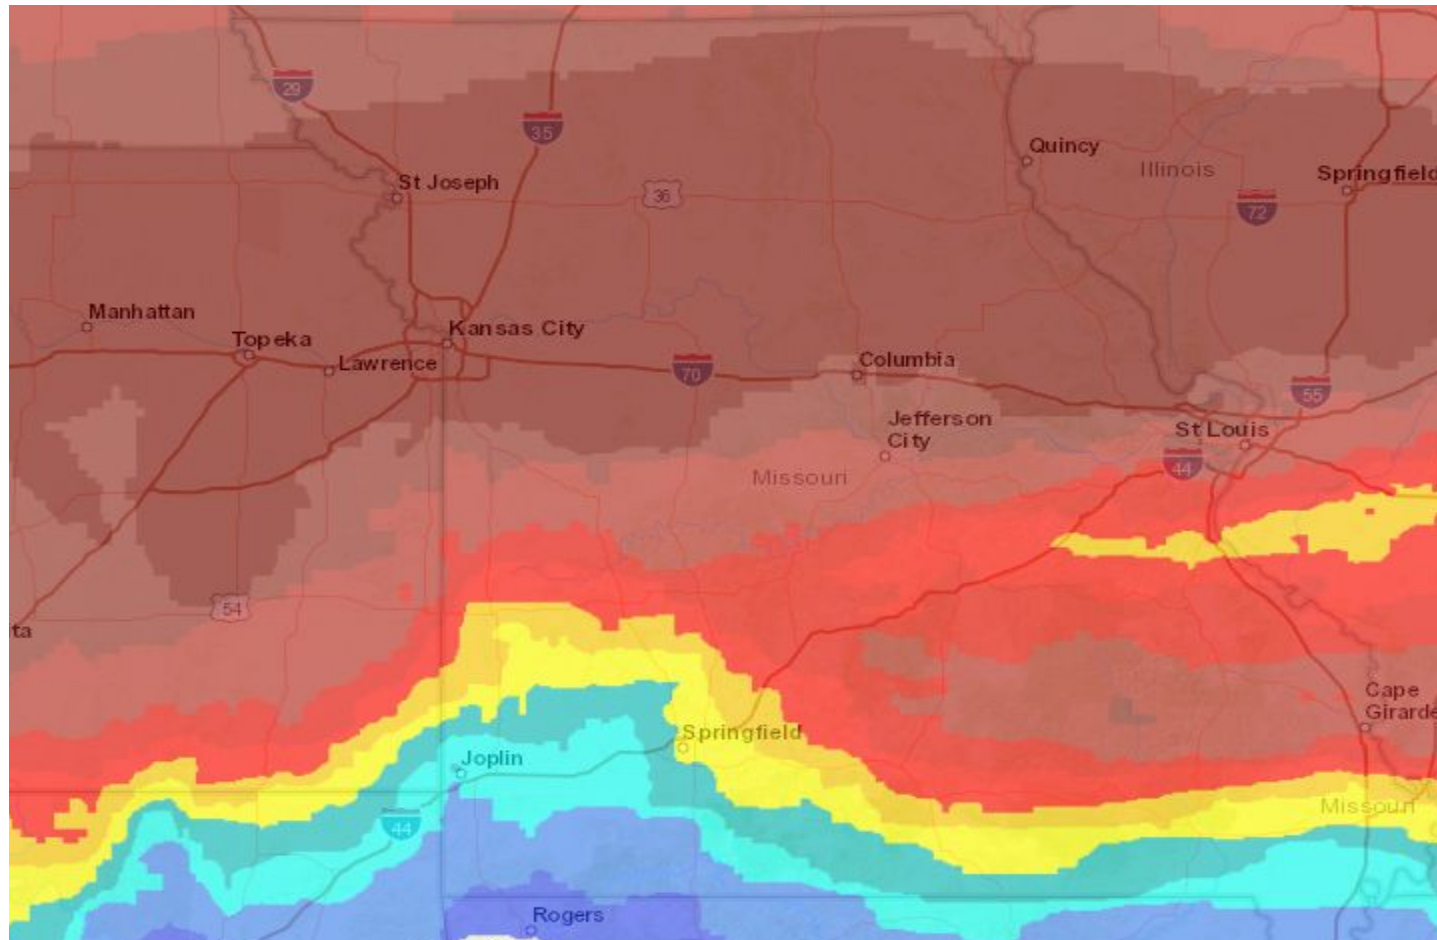 29
35
Quincy
Illinois
Springfield
St Joseph
36
72
Manhattan
Topeka
Kansas City
Lawrence
70
Columbia
55
Jefferson
City
St Louis
Missouri
44
54
ta
Cape
Girarde
Springfield
Joplin
Missouri
44
Rogers